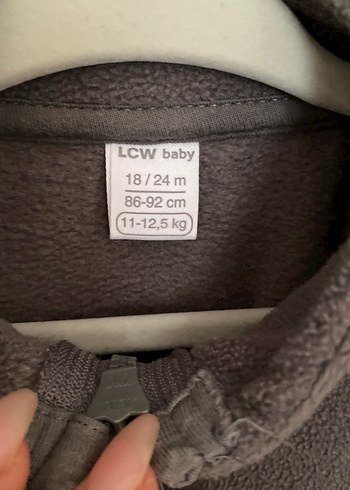 LCW baby
18 / 24 m
86-92 cm
11-12,5 kg